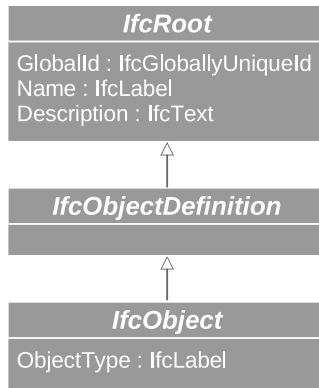 IfcRoot
GlobalId : IfcGloballyUniqueId
Name : IfcLabel
Description : IfcText
IfcObjectDefinition
IfcObject
ObjectType : IfcLabel